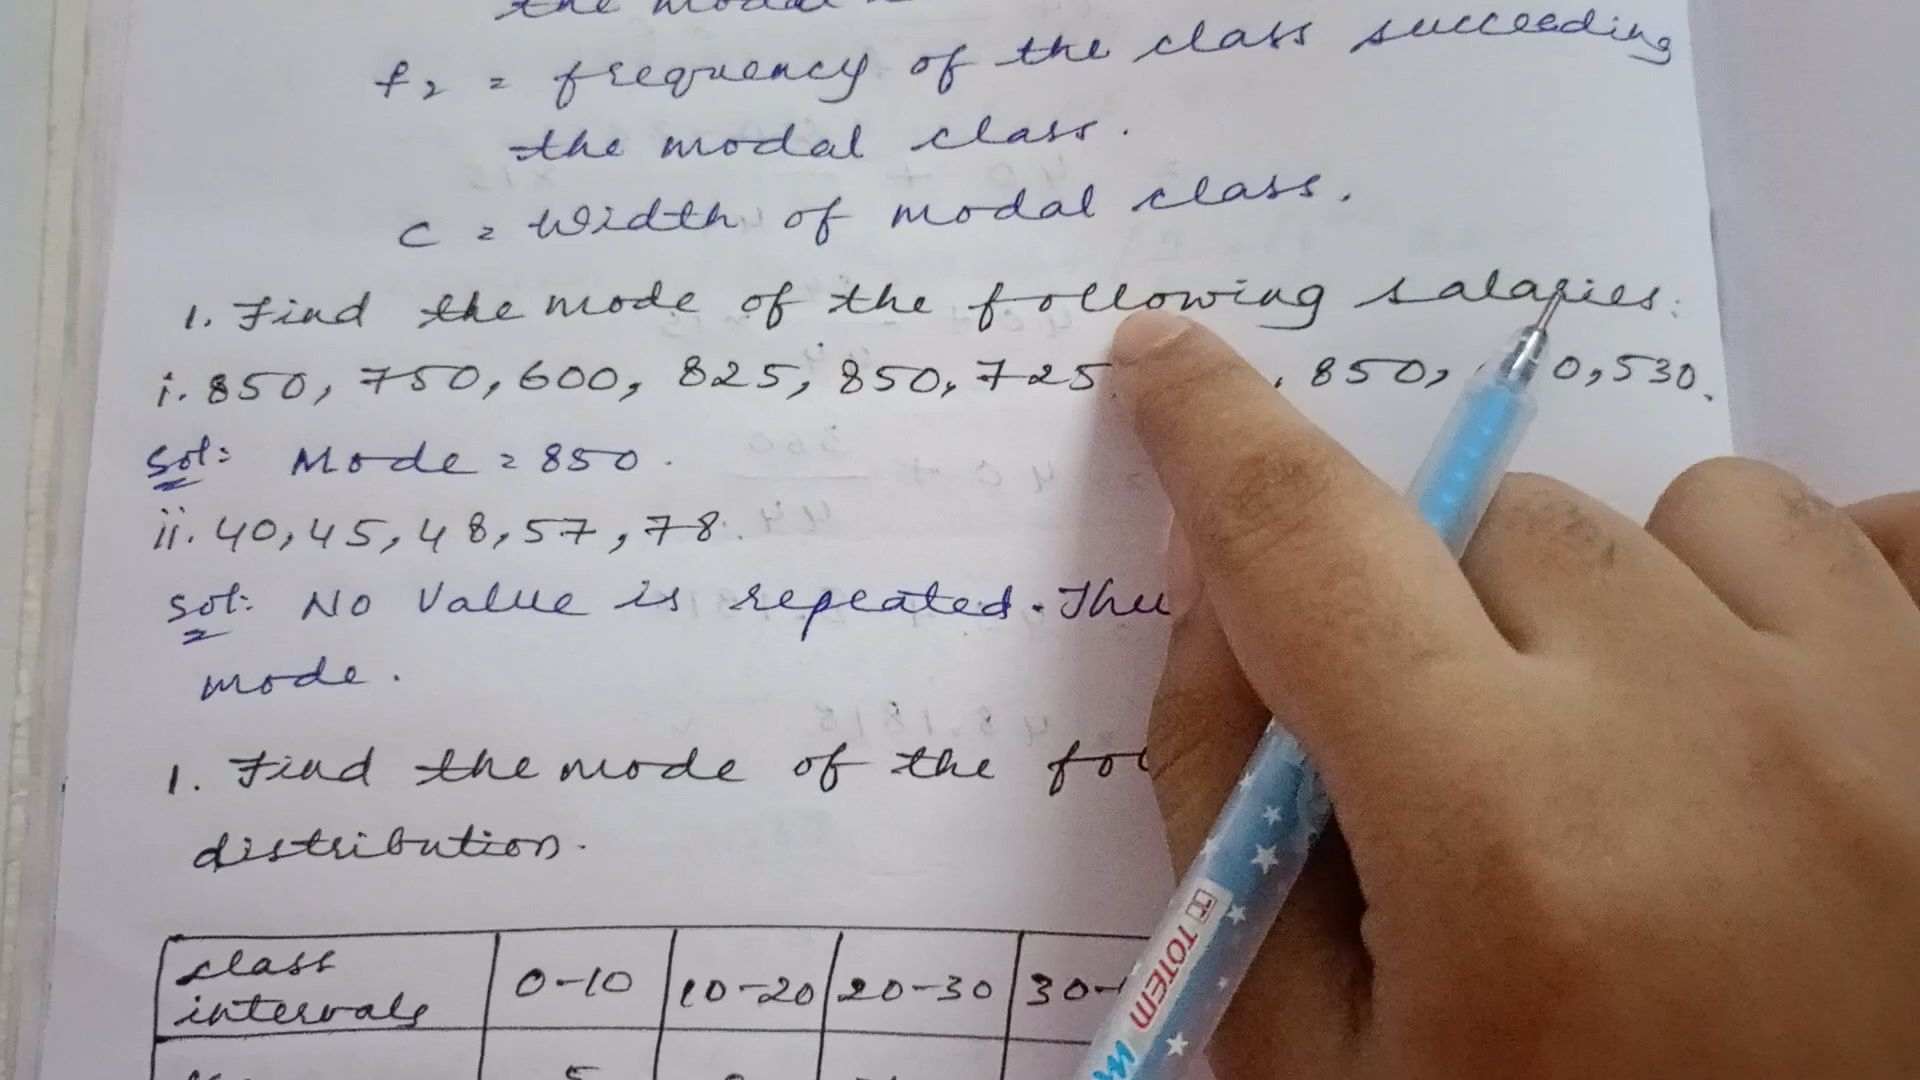 f2 = frequency of the class succeeding
the modal class.
c = width of modal class.
1. Find the mode of the following salaries:
i. 850, 750, 600, 825, 850, 725 , 850, 0, 530.
Sol: Mode = 850.
ii. 40, 45, 48, 57, 78.
Sol: No value is repeated. Thu
mode.
1. Find the mode of the fol
distribution.
class intervals 0-10 10-20 20-30 30-
5
TOTEM